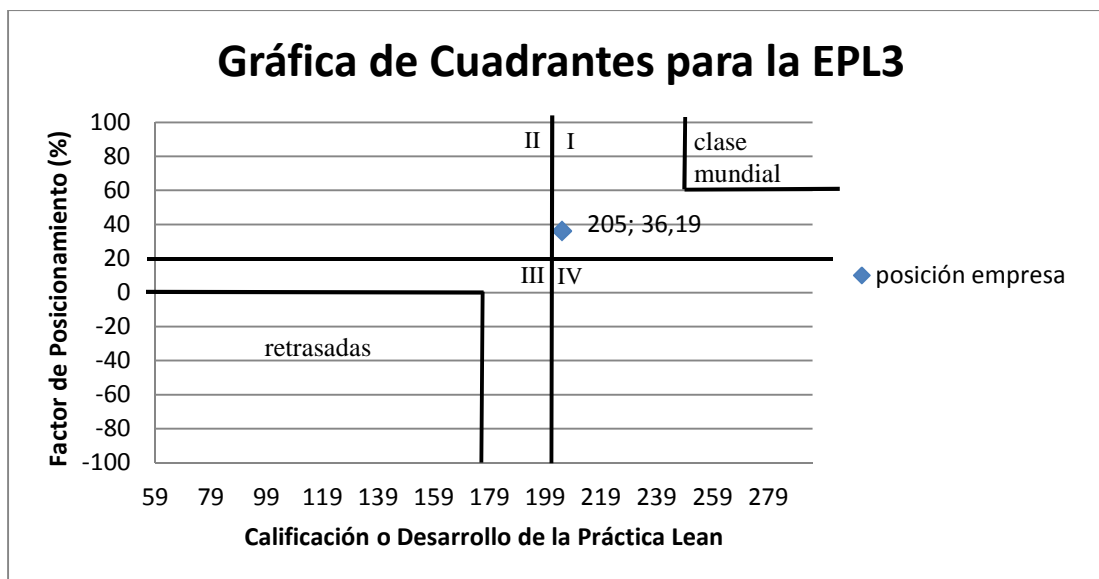 Gráfica de Cuadrantes para la EPL3
Factor de Posicionamiento (%)
100
80
60
40
20
0
-20
-40
-60
-80
-100
II I
clase
mundial
205; 36,19
III IV
retrasadas
posición empresa
59 79 99 119 139 159 179 199 219 239 259 279
Calificación o Desarrollo de la Práctica Lean